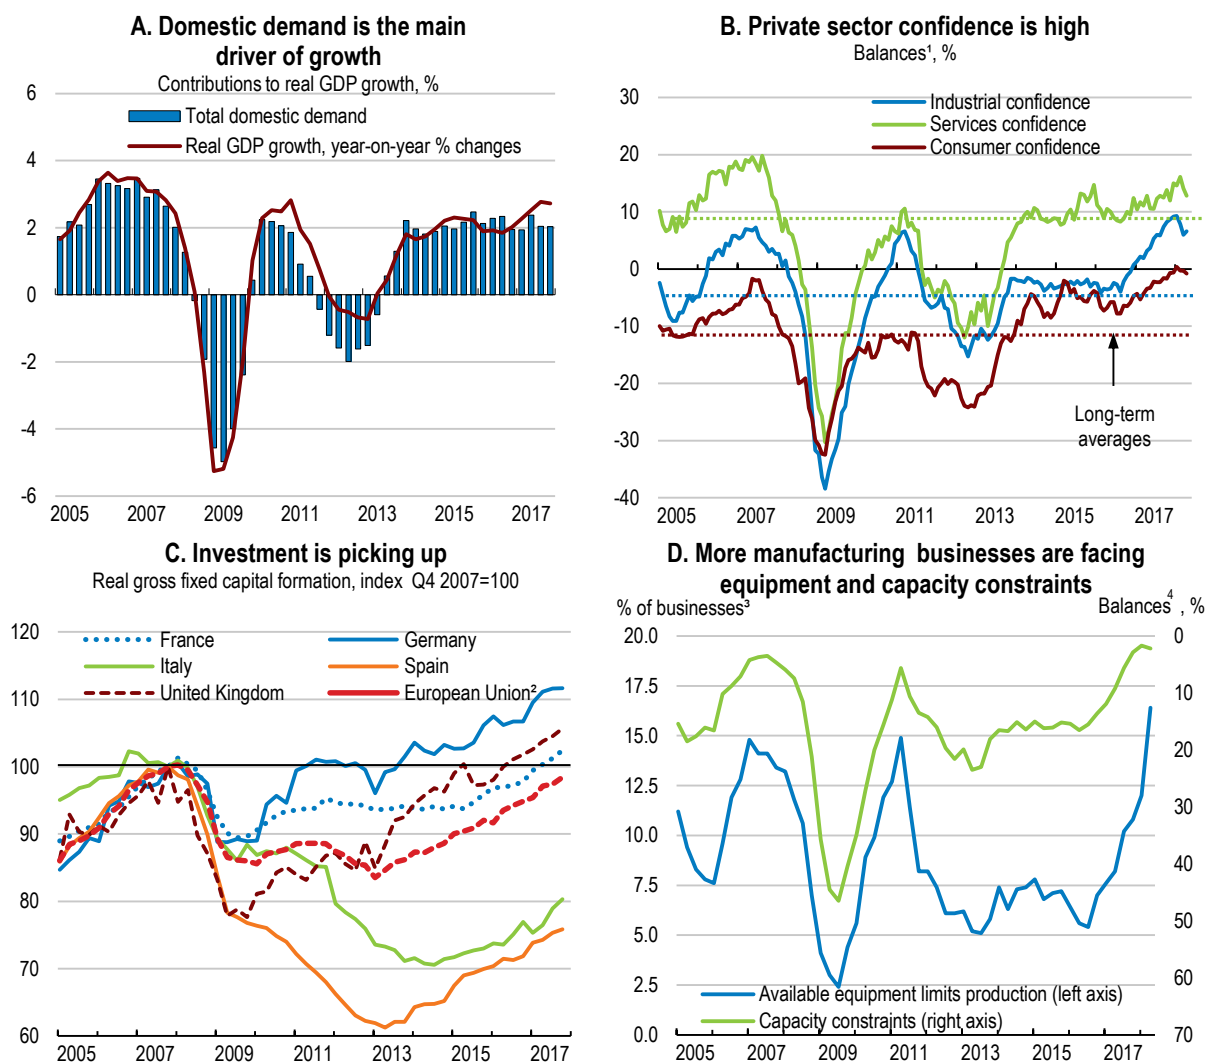 A. Domestic demand is the main
driver of growth
Contributions to real GDP growth, %
6
4
2
0
-2
-4
-6
Total domestic demand
Real GDP growth, year-on-year % changes
2005 2007 2009 2011 2013 2015 2017
B. Private sector confidence is high
Balances¹, %
30
20
10
0
-10
-20
-30
-40
Industrial confidence
Services confidence
Consumer confidence
Long-term
averages
2005 2007 2009 2011 2013 2015 2017
C. Investment is picking up
Real gross fixed capital formation, index Q4 2007=100
120
110
100
90
80
70
60
France Germany
Italy Spain
United Kingdom European Union²
2005 2007 2009 2011 2013 2015 2017
D. More manufacturing businesses are facing
equipment and capacity constraints
% of businesses³ Balances⁴, %
20.0 0
17.5 10
15.0 20
12.5 30
10.0 40
7.5 50
5.0 60
2.5 70
0.0
Available equipment limits production (left axis)
Capacity constraints (right axis)
2005 2007 2009 2011 2013 2015 2017